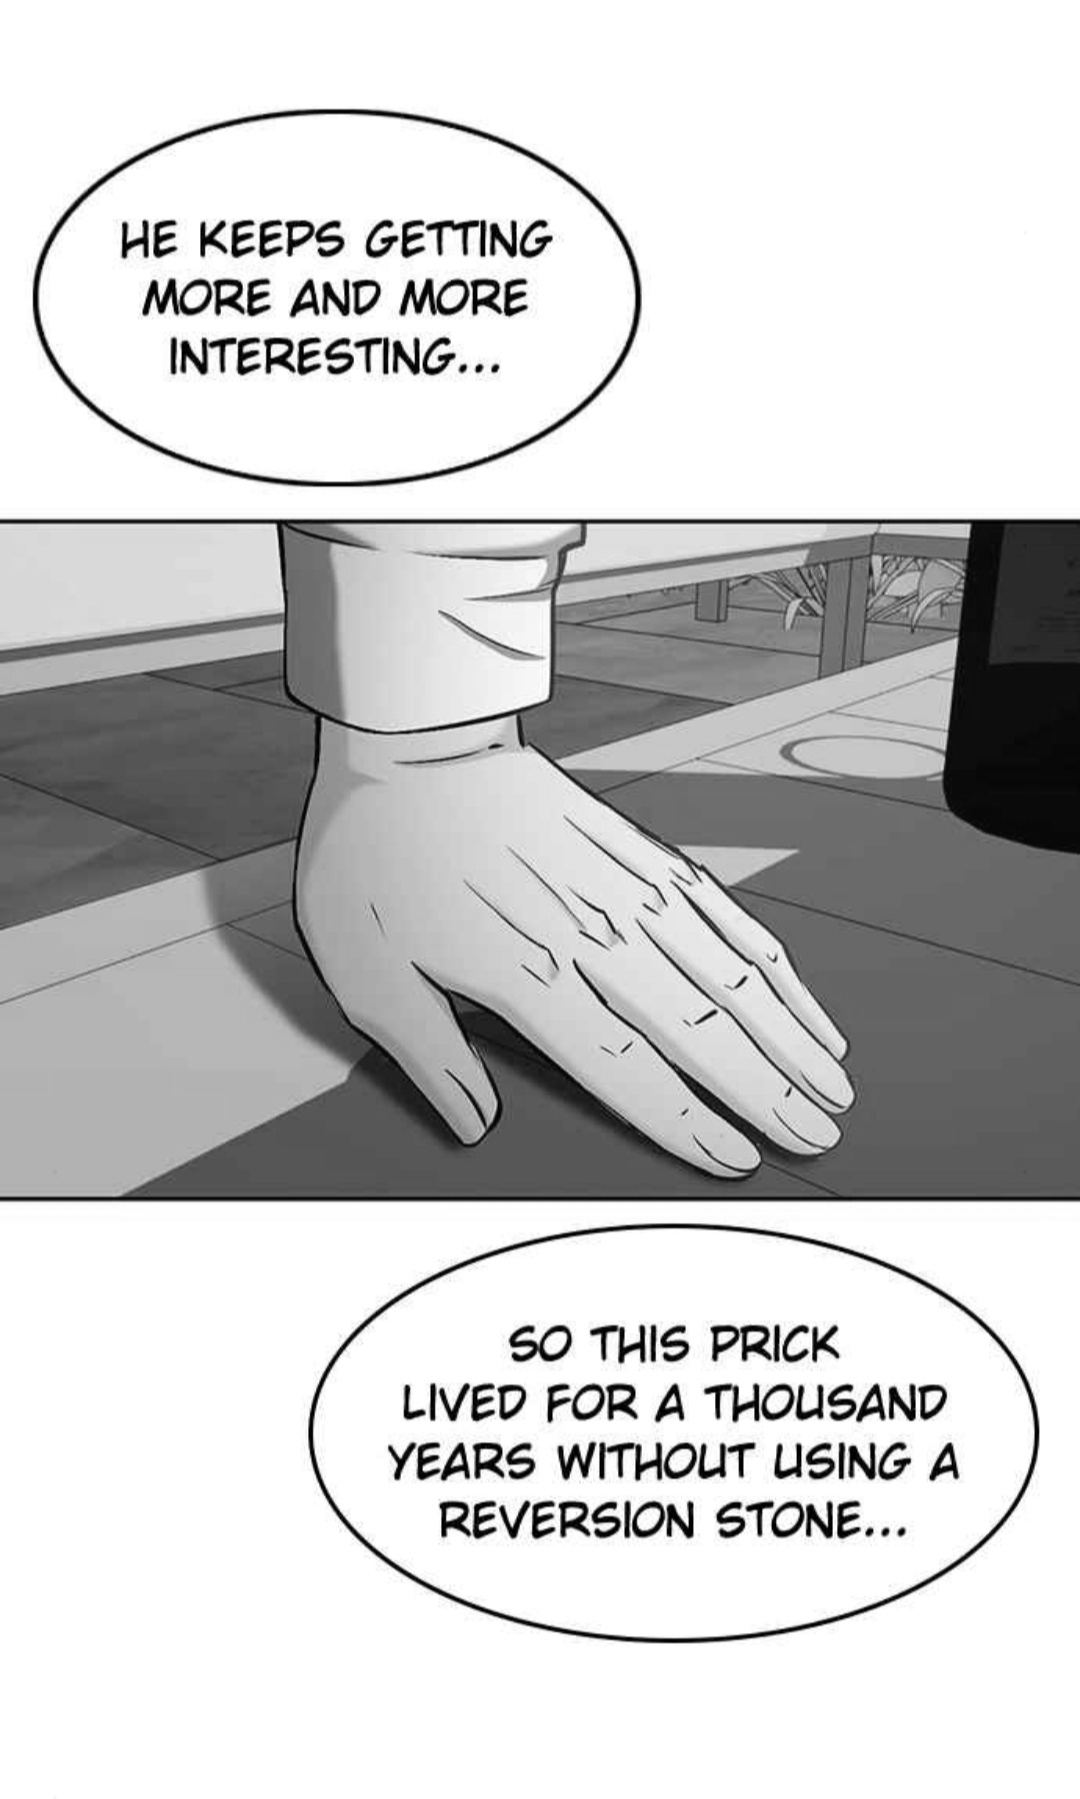 HE KEEPS GETTING
MORE AND MORE
INTERESTING...
SO THIS PRICK
LIVED FOR A THOUSAND
YEARS WITHOUT USING A
REVERSION STONE...